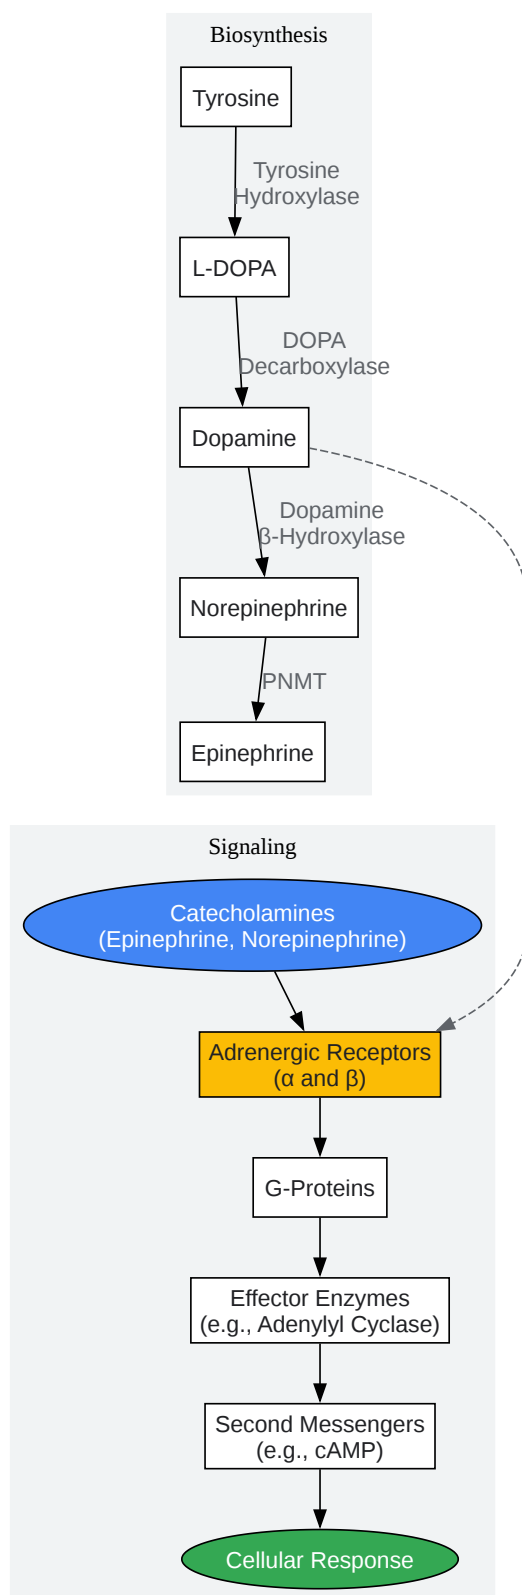 Biosynthesis
Tyrosine
Tyrosine
Hydroxylase
L-DOPA
DOPA
Decarboxylase
Dopamine
Dopamine
β-Hydroxylase
Norepinephrine
PNMT
Epinephrine
Signaling
Catecholamines
(Epinephrine, Norepinephrine)
Adrenergic Receptors
(α and β)
G-Proteins
Effector Enzymes
(e.g., Adenylyl Cyclase)
Second Messengers
(e.g., cAMP)
Cellular Response